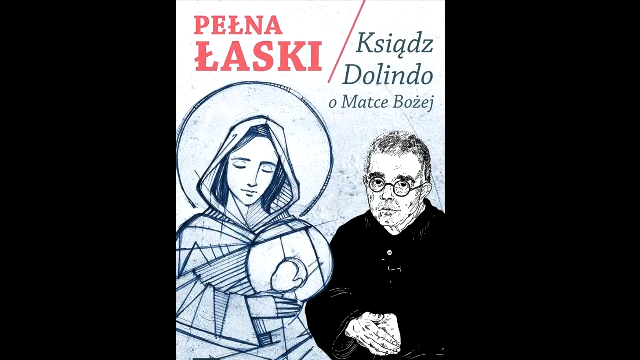 PEŁNA
ŁASKI
Ksiądz
Dolindo
o Matce Bożej